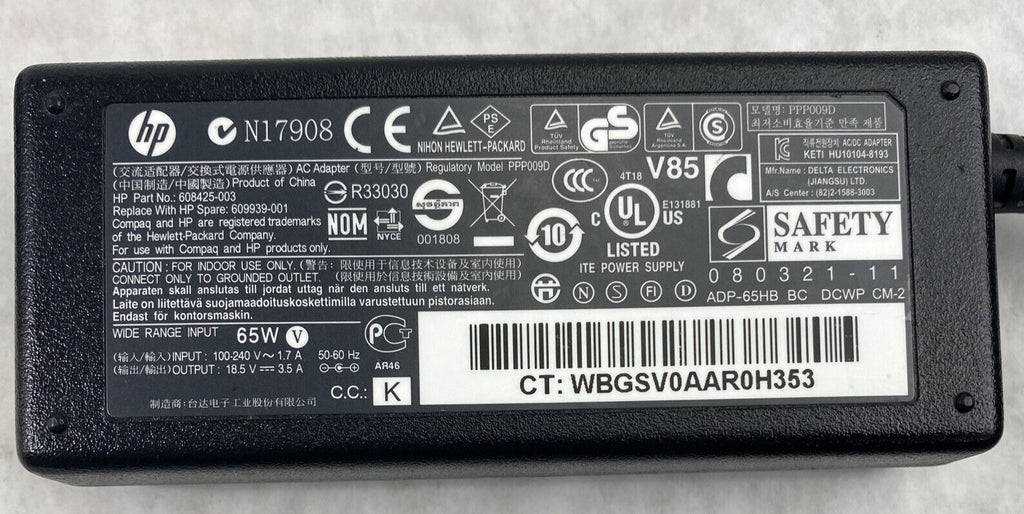 hp
N17908
CE
PS
E
NIHON HEWLETT-PACKARD
TÜV
Rheinland
Product Safety
GS
geprüfte
Sicherheit
TÜV
Rheinland
Argentina S.A.
S
모델명: PPP009D
최저소비효율기준 만족 제품
(交流适配器/交換式電源供應器) AC Adapter (型号/型號) Regulatory Model PPP009D
(中国制造/中國製造) Product of China
HP Part No.: 608425-003
Replace With HP Spare: 609939-001
Compaq and HP are registered trademarks
of the Hewlett-Packard Company.
For use with Compaq and HP products only.
R33030
NOM
NYCE
001808
CCC
10
4T18
V85
C UL US
E131881
LISTED
ITE POWER SUPPLY
KC
직류전원장치 AC/DC ADAPTER
KETI HU10104-8193
Mfr.Name : DELTA ELECTRONICS
(JIANGSU) LTD.
A/S Center : (82)2-1588-3003
SAFETY
MARK
080321-11
N S FI D
ADP-65HB BC DCWP CM-2
CAUTION : FOR INDOOR USE ONLY. (警告: 限使用于信息技术设备及室内使用)
CONNECT ONLY TO GROUNDED OUTLET. (限使用於信息技術設備及室內使用)
Apparaten skall anslutas till jordat uttag när den ansluts till ett nätverk.
Laite on liitettävä suojamaadoituskoskettimilla varustettuun pistorasiaan.
Endast för kontorsmaskin.
WIDE RANGE INPUT 65W V
(输入/輸入) INPUT : 100-240 V~ 1.7 A 50-60 Hz
(输出/輸出) OUTPUT : 18.5 V⎓ 3.5 A
PCT
AR46
C.C.: K
制造商: 台达电子工业股份有限公司
CT: WBGSV0AAR0H353